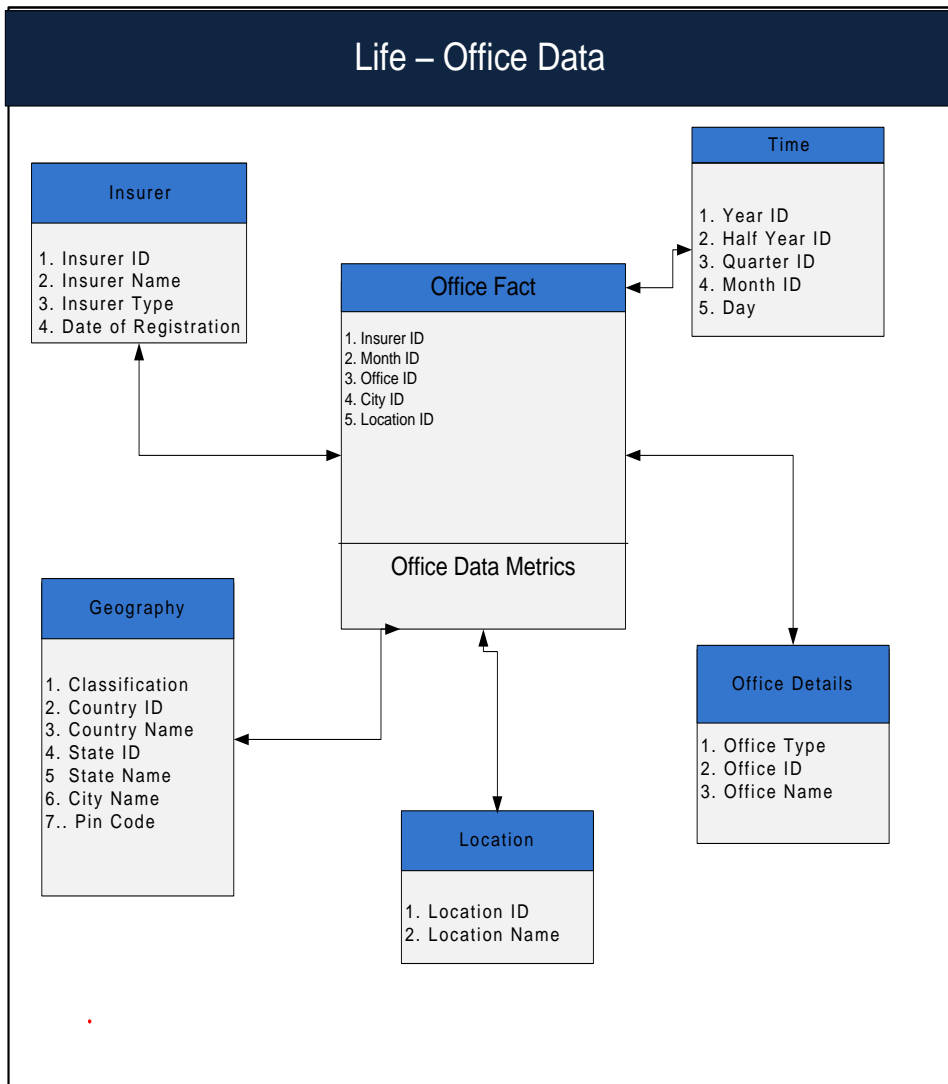 Life – Office Data
Insurer
1. Insurer ID
2. Insurer Name
3. Insurer Type
4. Date of Registration
Time
1. Year ID
2. Half Year ID
3. Quarter ID
4. Month ID
5. Day
Office Fact
1. Insurer ID
2. Month ID
3. Office ID
4. City ID
5. Location ID
Office Data Metrics
Geography
1. Classification
2. Country ID
3. Country Name
4. State ID
5  State Name
6. City Name
7.. Pin Code
Office Details
1. Office Type
2. Office ID
3. Office Name
Location
1. Location ID
2. Location Name